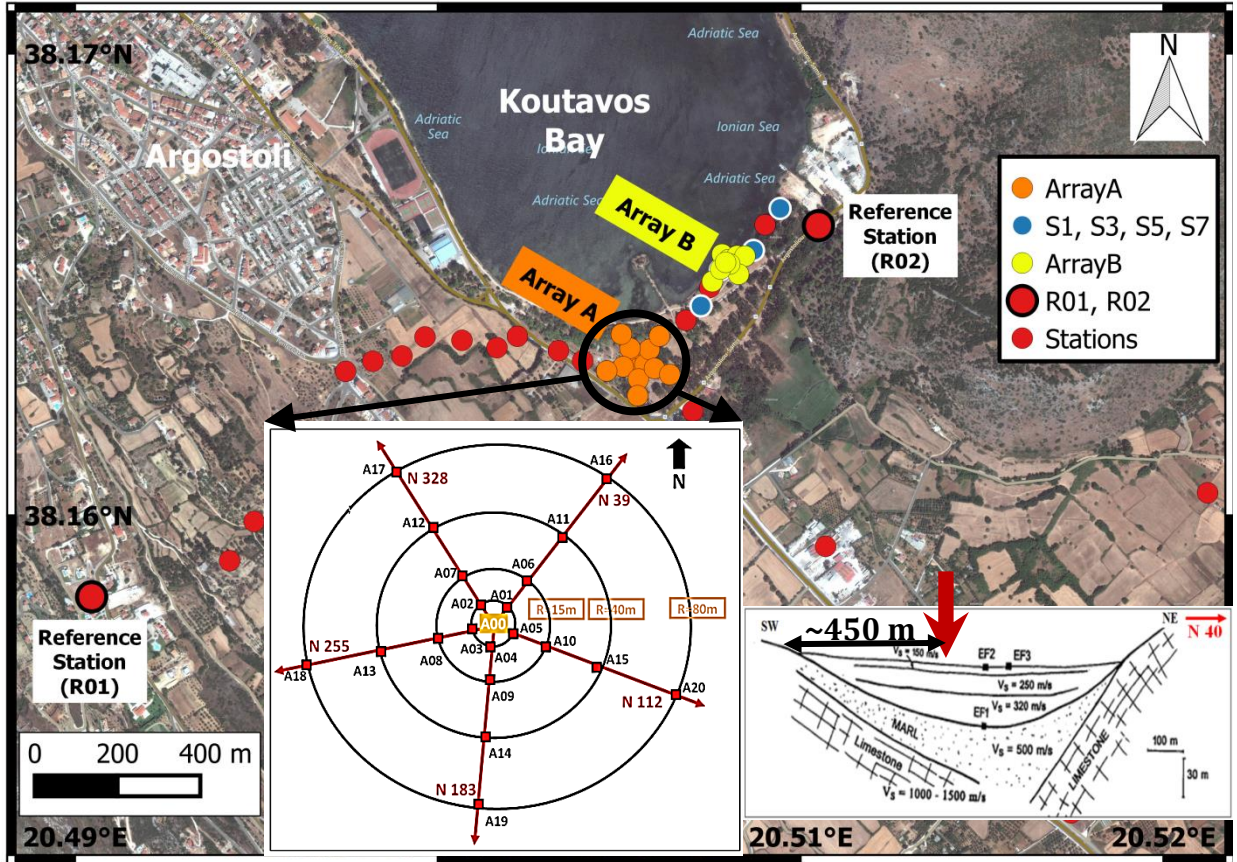 38.17°N
Adriatic Sea
N
Koutavos
Bay
Adriatic
Sea
Ionian Sea
Ionian Sea
Argostoli
Adriatic
Sea
Adriatic Sea
Array B
ArrayA
S1, S3, S5, S7
ArrayB
R01, R02
Stations
Reference
Station
(R02)
Array A
A17
N 328
A16
N 39
N
38.16°N
A12
A11
A07
A06
A02
A01
R=15m
R=40m
R=80m
A00
A05
A03
A04
A10
N 255
A08
A13
A18
A15
A09
A20
N 112
A14
N 183
A19
Reference
Station
(R01)
0 200 400 m
20.49°E
SW
~450 m
NE
N 40
Vs = 150 m/s
EF2
EF3
Vs = 250 m/s
Vs = 320 m/s
EF1
MARL
Vs = 500 m/s
Limestone
LIMESTONE
100 m
30 m
Vs = 1000 - 1500 m/s
20.51°E
20.52°E